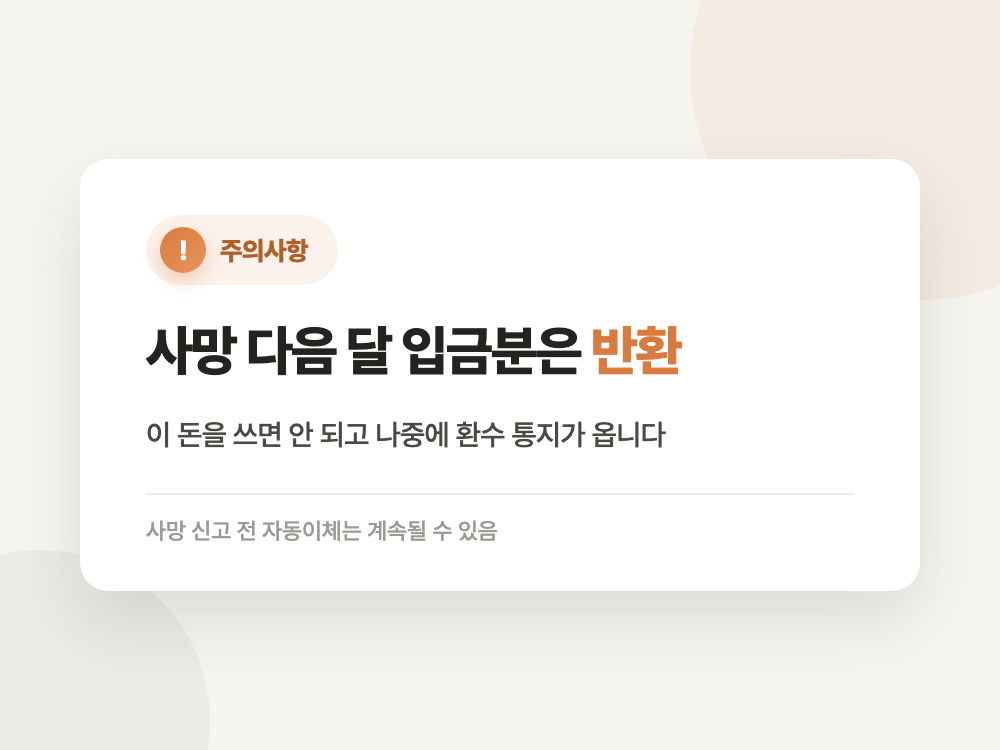 ! 주의사항
사망 다음 달 입금분은 반환
이 돈을 쓰면 안 되고 나중에 환수 통지가 옵니다
사망 신고 전 자동이체는 계속될 수 있음